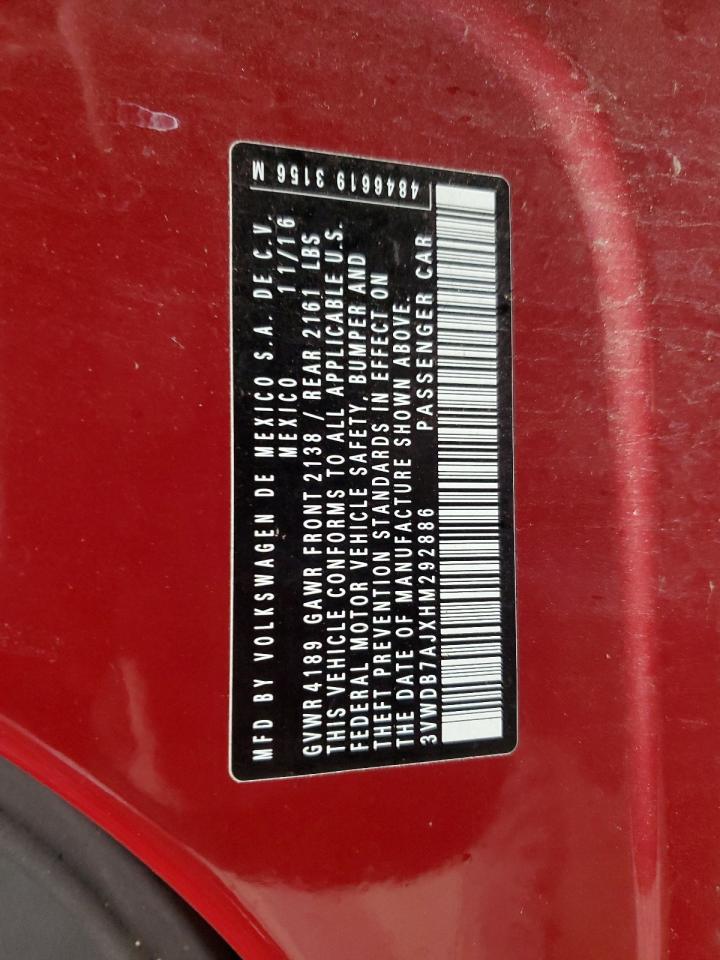 MFD BY VOLKSWAGEN DE MEXICO S.A. DE C.V.
MEXICO 11/16
GVWR 4189 GAWR FRONT 2138 / REAR 2161 LBS
THIS VEHICLE CONFORMS TO ALL APPLICABLE U.S.
FEDERAL MOTOR VEHICLE SAFETY, BUMPER AND
THEFT PREVENTION STANDARDS IN EFFECT ON
THE DATE OF MANUFACTURE SHOWN ABOVE.
3VWDB7AJXHM292886 PASSENGER CAR
4846619 3156 M